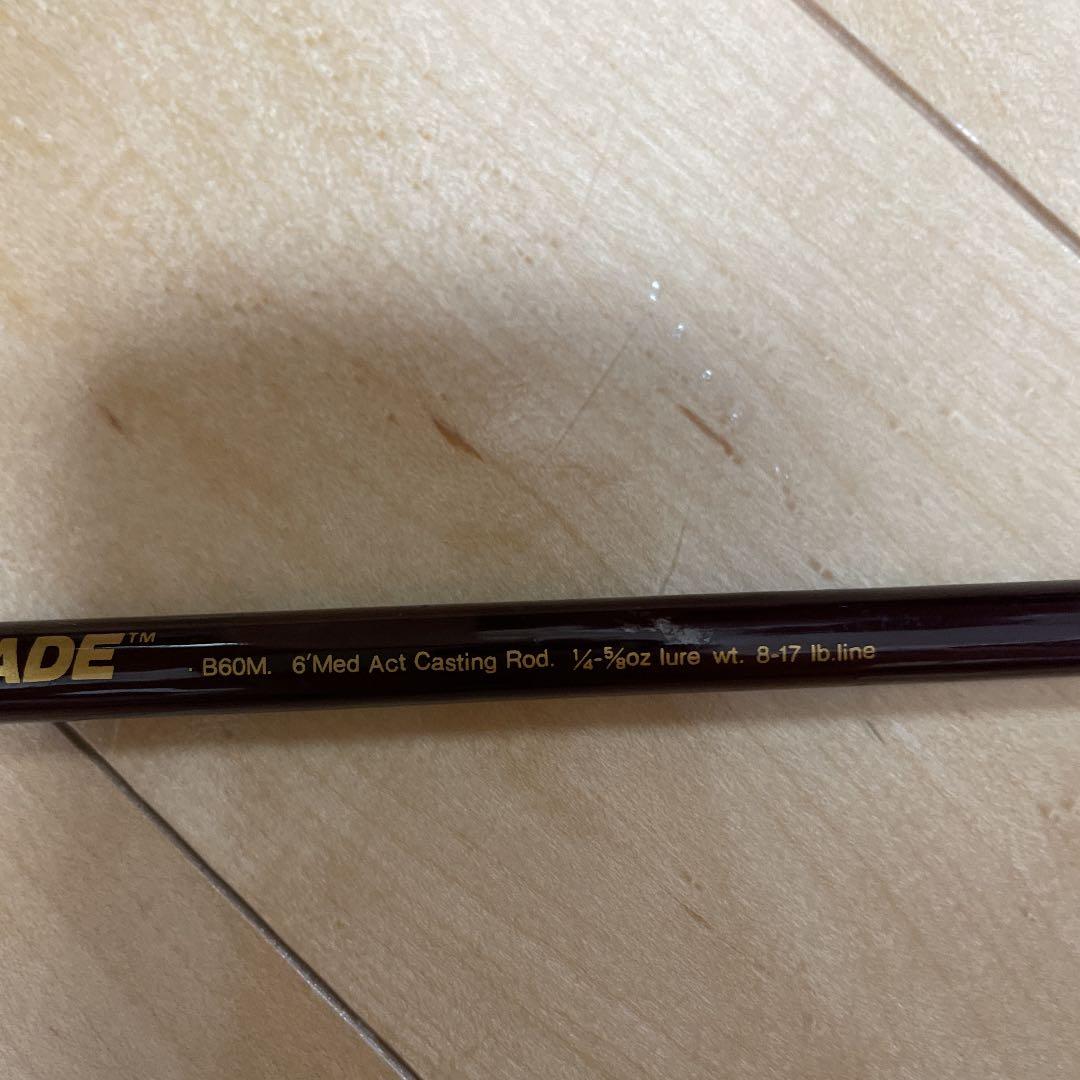 ADE™ · B60M. 6'Med Act Casting Rod. ¼-⅝oz lure wt. 8-17 lb.line